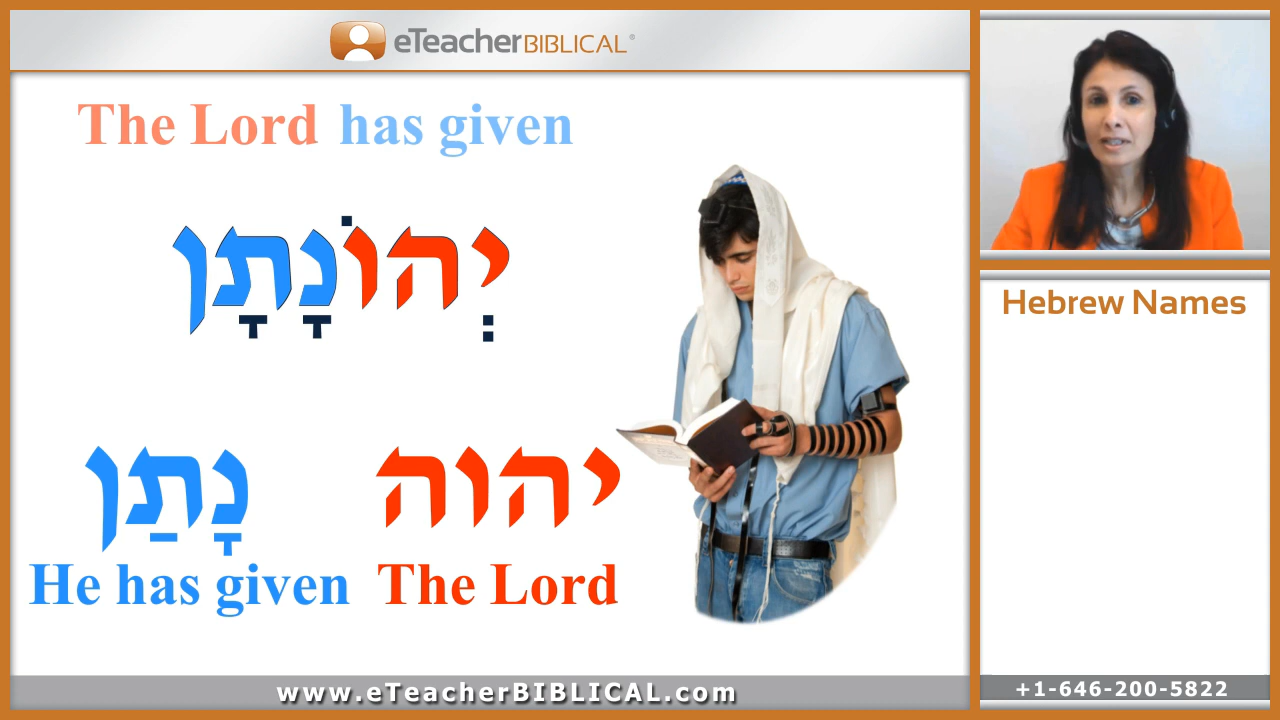 eTeacherBIBLICAL®
The Lord has given
יְהוֹנָתָן
יהוה נָתַן
He has given The Lord
www.eTeacherBIBLICAL.com
Hebrew Names
+1-646-200-5822